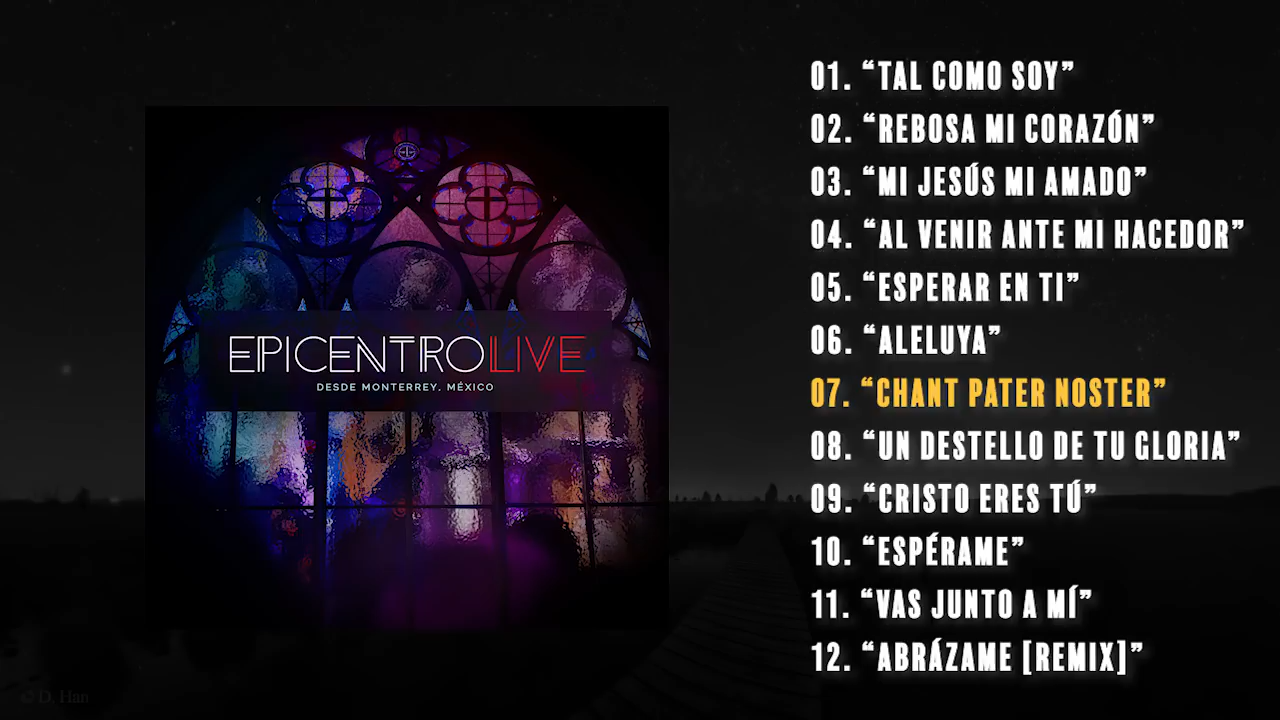 EPICENTROLIVE
DESDE MONTERREY, MÉXICO
01. “TAL COMO SOY”
02. “REBOSA MI CORAZÓN”
03. “MI JESÚS MI AMADO”
04. “AL VENIR ANTE MI HACEDOR”
05. “ESPERAR EN TI”
06. “ALELUYA”
07. “CHANT PATER NOSTER”
08. “UN DESTELLO DE TU GLORIA”
09. “CRISTO ERES TÚ”
10. “ESPÉRAME”
11. “VAS JUNTO A MÍ”
12. “ABRÁZAME [REMIX]”
© D. Han